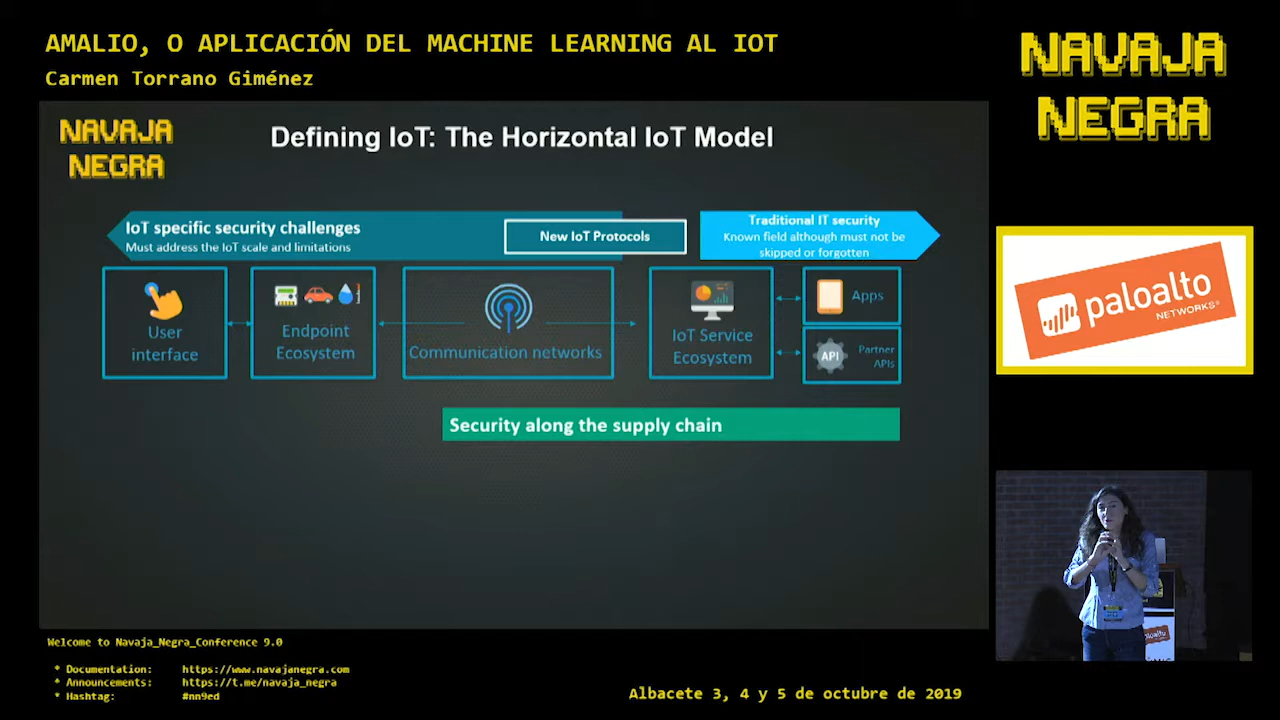 AMALIO, O APLICACIÓN DEL MACHINE LEARNING AL IOT
Carmen Torrano Giménez
NAVAJA
NEGRA
NAVAJA
NEGRA
Defining IoT: The Horizontal IoT Model
IoT specific security challenges
Must address the IoT scale and limitations
New IoT Protocols
Traditional IT security
Known field although must not be
skipped or forgotten
User
interface
Endpoint
Ecosystem
Communication networks
IoT Service
Ecosystem
Apps
API
Partner
APIs
Security along the supply chain
paloalto
NETWORKS®
paloalto
Welcome to Navaja_Negra_Conference 9.0
* Documentation: https://www.navajanegra.com
* Announcements: https://t.me/navaja_negra
* Hashtag: #nn9ed
Albacete 3, 4 y 5 de octubre de 2019